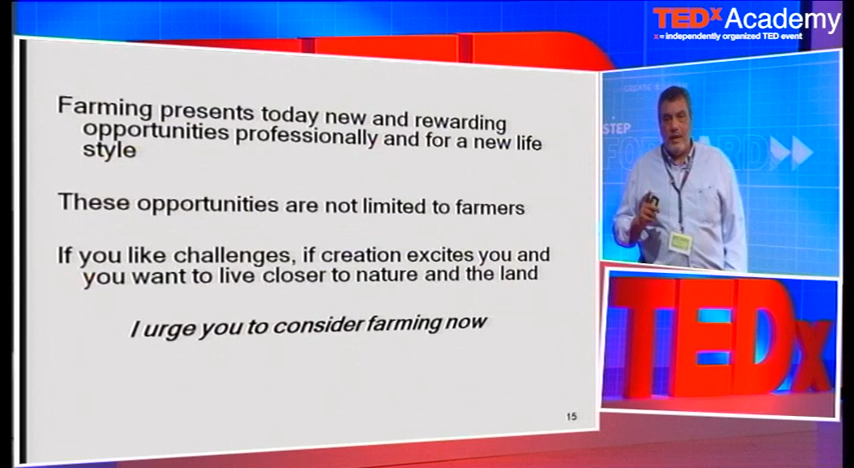 TEDx Academy
x = independently organized TED event
Farming presents today new and rewarding
opportunities professionally and for a new life
style
These opportunities are not limited to farmers
If you like challenges, if creation excites you and
you want to live closer to nature and the land
I urge you to consider farming now
15
STEP
FORWARD
TEDx